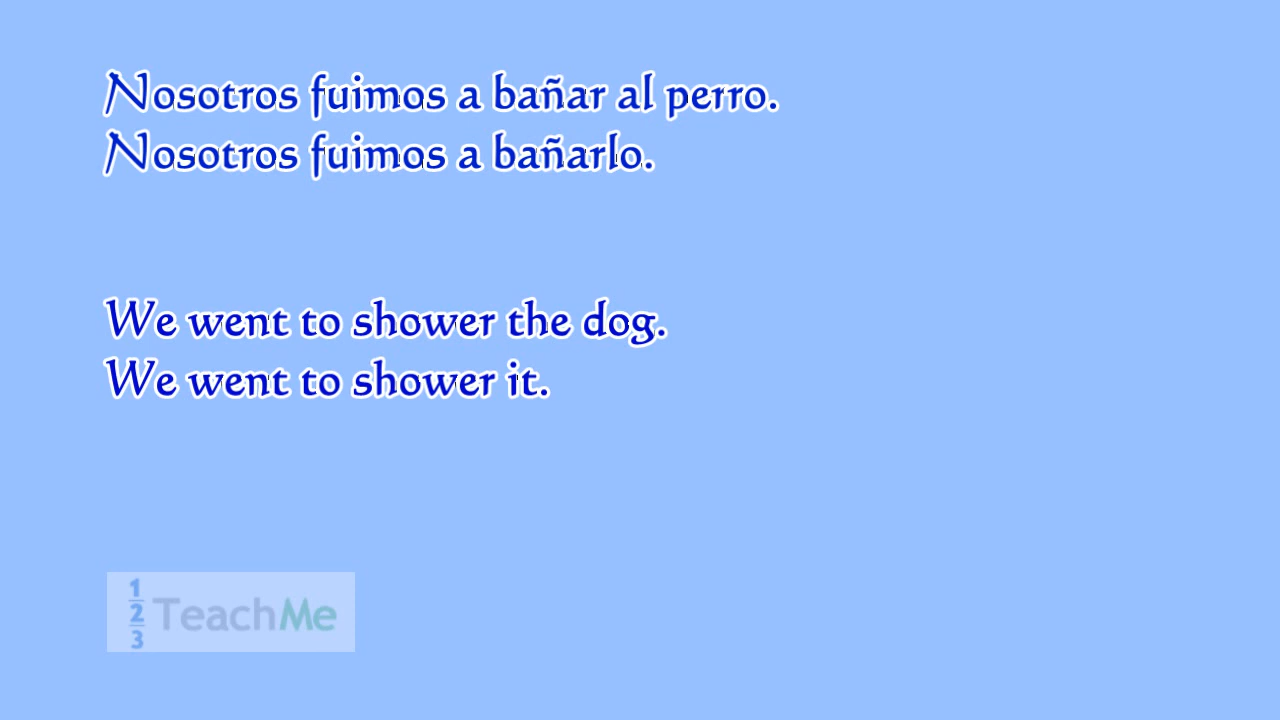 Nosotros fuimos a bañar al perro.
Nosotros fuimos a bañarlo.
We went to shower the dog.
We went to shower it.
1
2
3
TeachMe